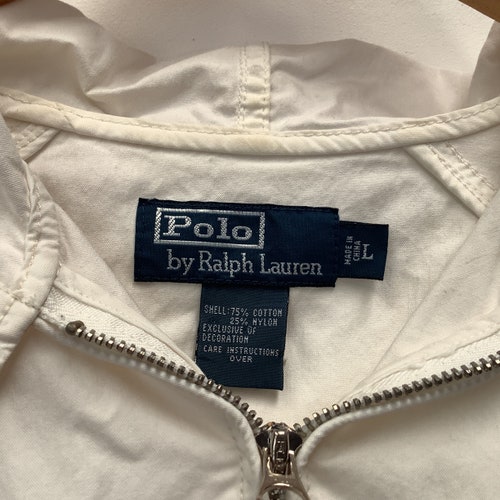 Polo
by Ralph Lauren
MADE IN
CHINA
L
SHELL: 75% COTTON
25% NYLON
EXCLUSIVE OF
DECORATION
CARE INSTRUCTIONS
OVER